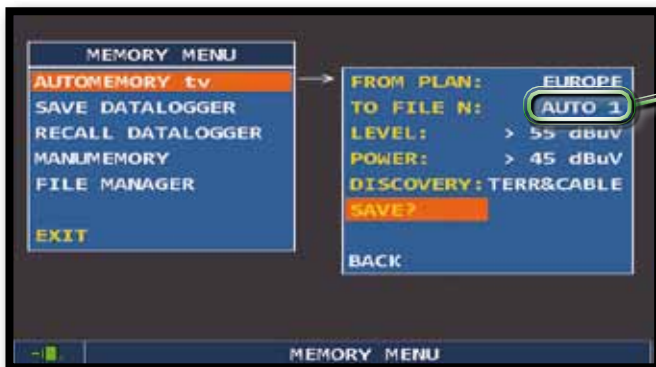 MEMORY MENU
AUTOMEMORY tv
SAVE DATALOGGER
RECALL DATALOGGER
MANUMEMORY
FILE MANAGER
EXIT
FROM PLAN: EUROPE
TO FILE N: AUTO 1
LEVEL: > 55 dBuV
POWER: > 45 dBuV
DISCOVERY: TERR&CABLE
SAVE?
BACK
MEMORY MENU